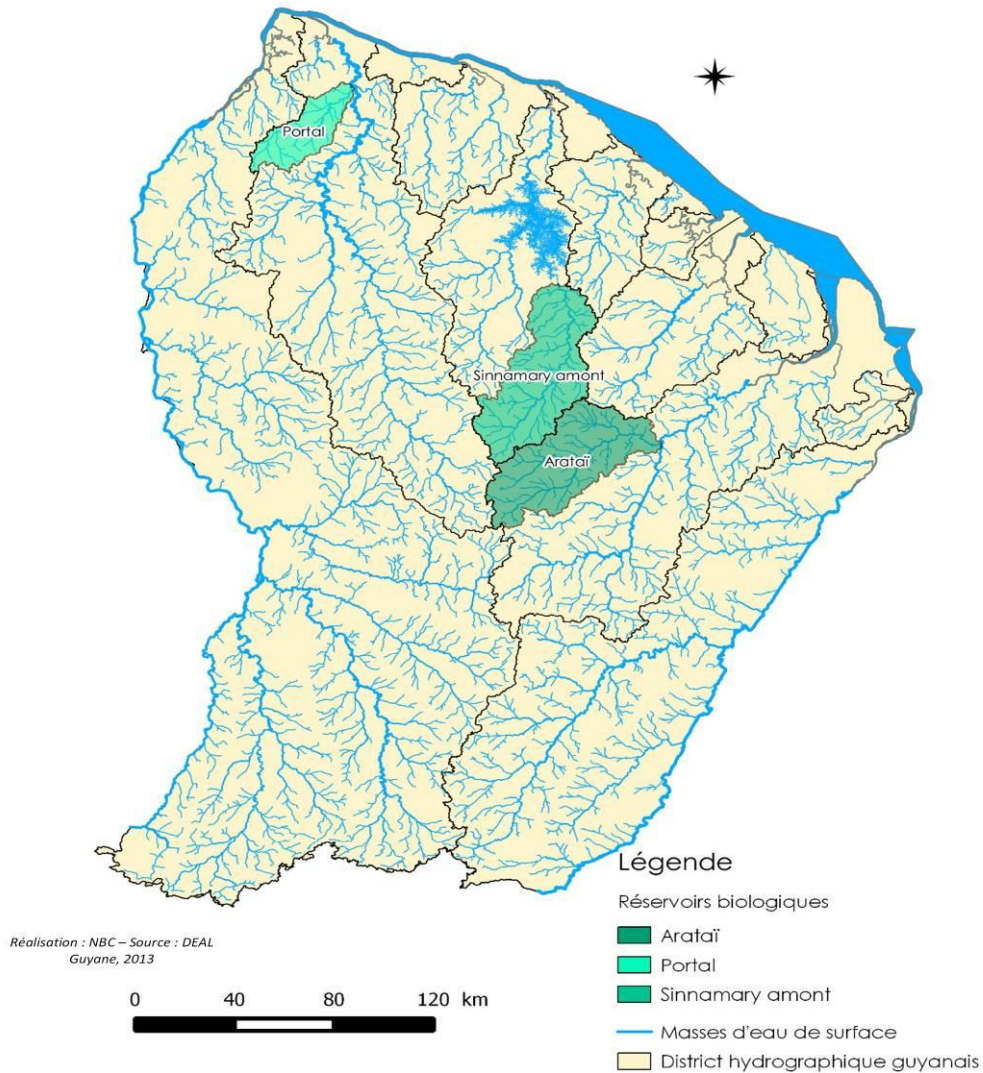 Portal
Sinnamary amont
Arataï
Légende
Réservoirs biologiques
Arataï
Portal
Sinnamary amont
Masses d'eau de surface
District hydrographique guyanais
Réalisation : NBC – Source : DEAL
Guyane, 2013
0 40 80 120 km